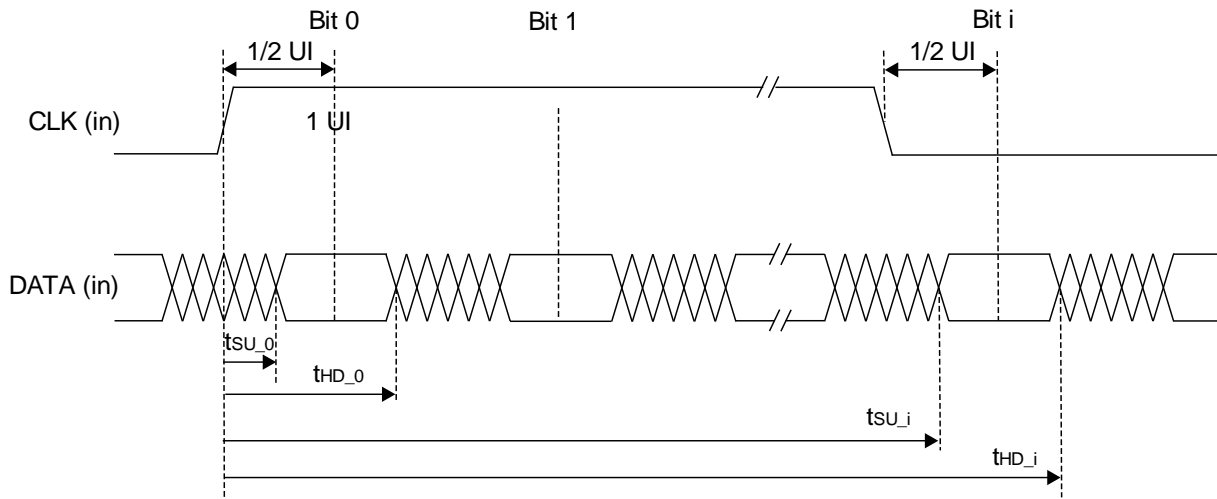 Bit 0
Bit 1
Bit i
1/2 UI
1/2 UI
CLK (in)
1 UI
DATA (in)
tSU_0
tHD_0
tSU_i
tHD_i